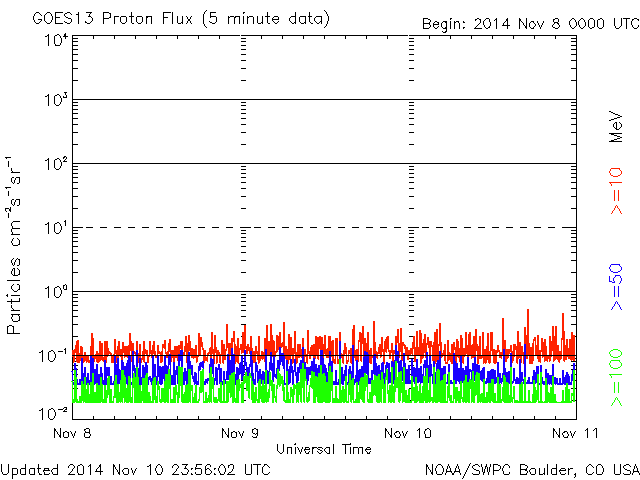 GOES13 Proton Flux (5 minute data)
Begin: 2014 Nov 8 0000 UTC
10⁴
10³
10²
10¹
10⁰
10⁻¹
10⁻²
Particles cm⁻²s⁻¹sr⁻¹
MeV
>=10
>=50
>=100
Nov 8
Nov 9
Nov 10
Nov 11
Universal Time
Updated 2014 Nov 10 23:56:02 UTC
NOAA/SWPC Boulder, CO USA